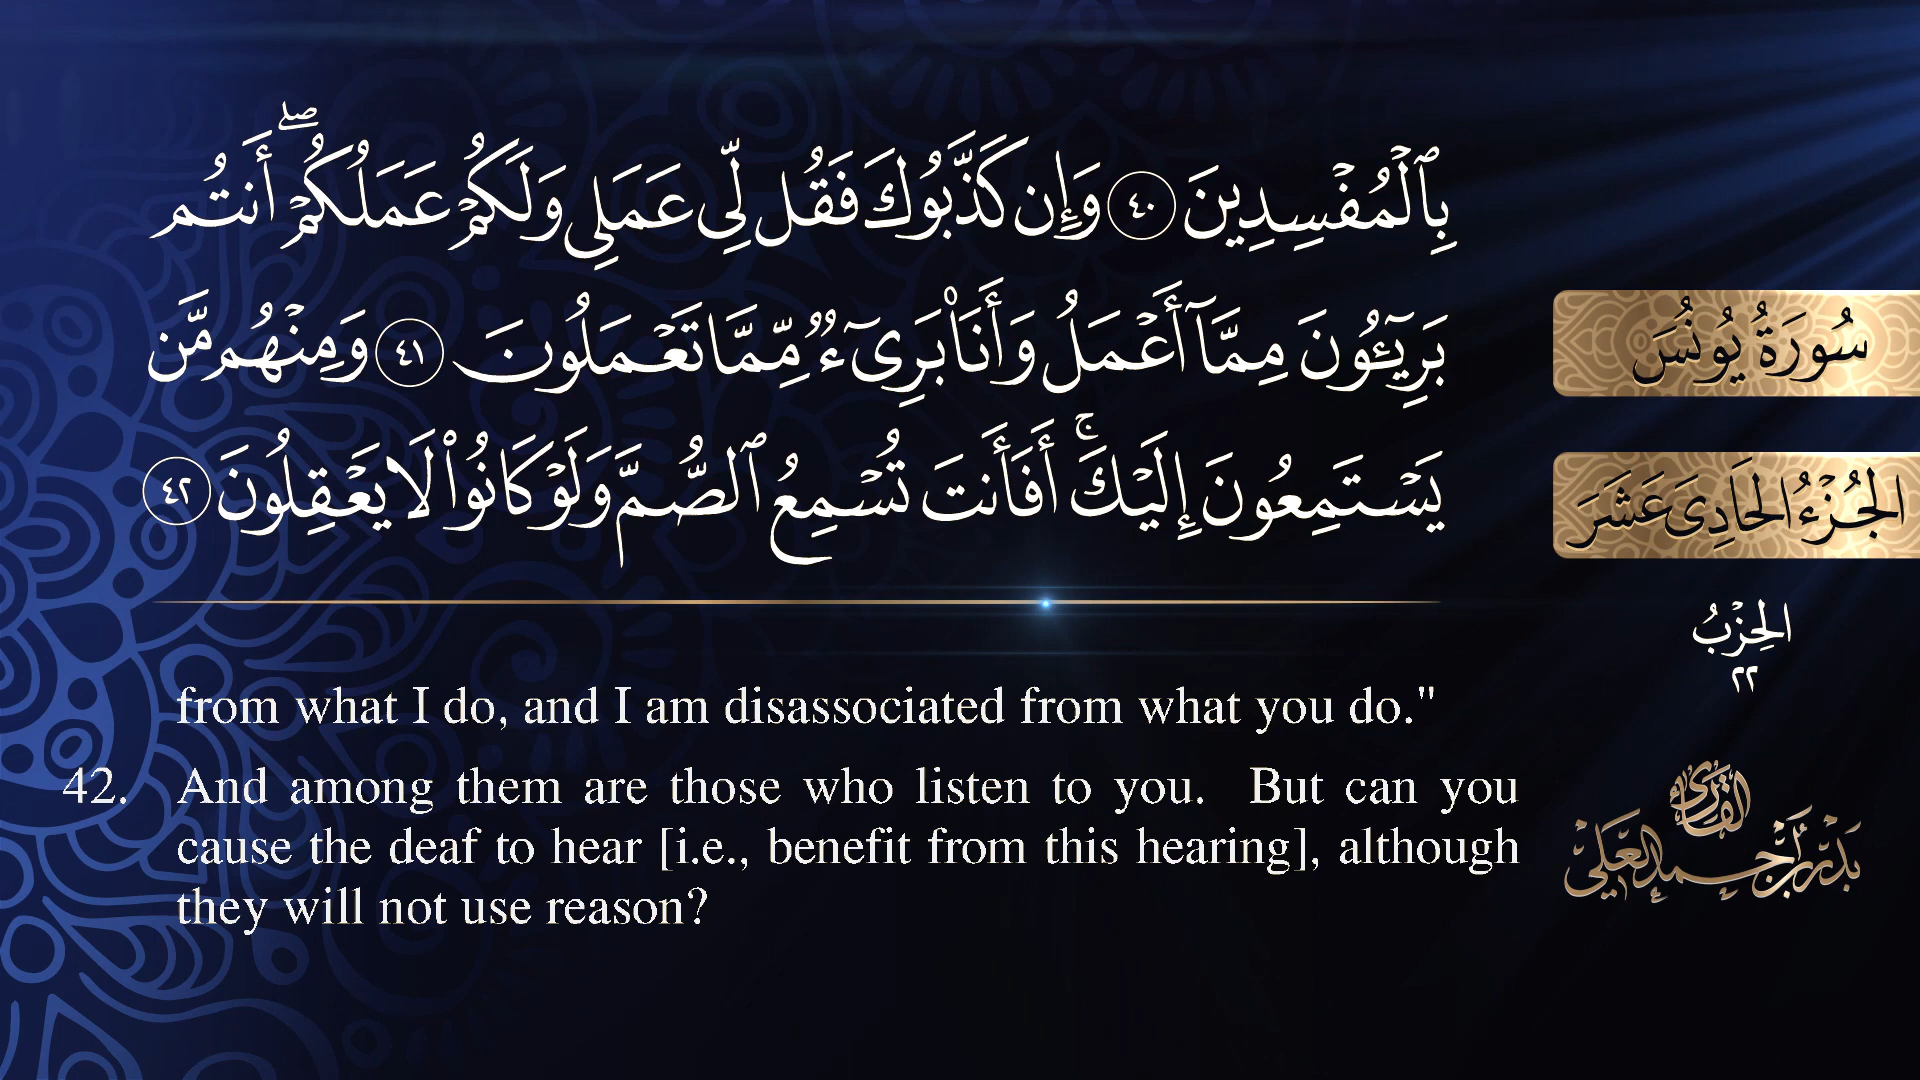 بِٱلۡمُفۡسِدِينَ ٤٠ وَإِن كَذَّبُوكَ فَقُل لِّى عَمَلِى وَلَكُمۡ عَمَلُكُمۡۖ أَنتُم
بَرِيٓـُٔونَ مِمَّآ أَعۡمَلُ وَأَنَا۠ بَرِىٓءٌ مِّمَّا تَعۡمَلُونَ ٤١ وَمِنۡهُم مَّن
يَسۡتَمِعُونَ إِلَيۡكَۚ أَفَأَنتَ تُسۡمِعُ ٱلصُّمَّ وَلَوۡ كَانُوا۟ لَا يَعۡقِلُونَ ٤٢
سُورَةُ يُونُسَ
الجُزْءُ الحَادِىَ عَشَرَ
الحِزْبُ
٢٢
from what I do, and I am disassociated from what you do."
42. And among them are those who listen to you. But can you
cause the deaf to hear [i.e., benefit from this hearing], although
they will not use reason?
القارئ
بدر بن حمد العلي